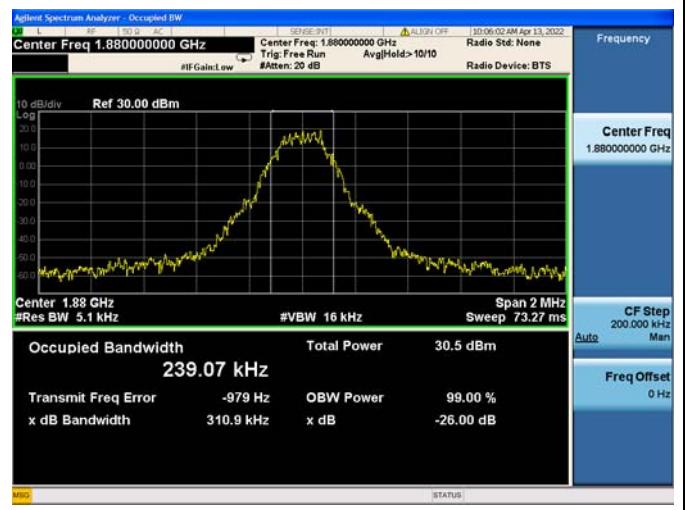 Agilent Spectrum Analyzer - Occupied BW
L RF 50 Ω AC SENSE:INT ALIGN OFF 10:06:02 AM Apr 13, 2022
Center Freq 1.880000000 GHz
Center Freq: 1.880000000 GHz Radio Std: None
Trig: Free Run Avg|Hold:> 10/10
#IFGain:Low #Atten: 20 dB Radio Device: BTS
Frequency
10 dB/div Ref 30.00 dBm
Log
20.0
10.0
0.00
-10.0
-20.0
-30.0
-40.0
-50.0
-60.0
Center 1.88 GHz Span 2 MHz
#Res BW 5.1 kHz #VBW 16 kHz Sweep 73.27 ms
Center Freq
1.880000000 GHz
CF Step
200.000 kHz
Auto Man
Freq Offset
0 Hz
Occupied Bandwidth Total Power 30.5 dBm
239.07 kHz
Transmit Freq Error -979 Hz OBW Power 99.00 %
x dB Bandwidth 310.9 kHz x dB -26.00 dB
MSG STATUS